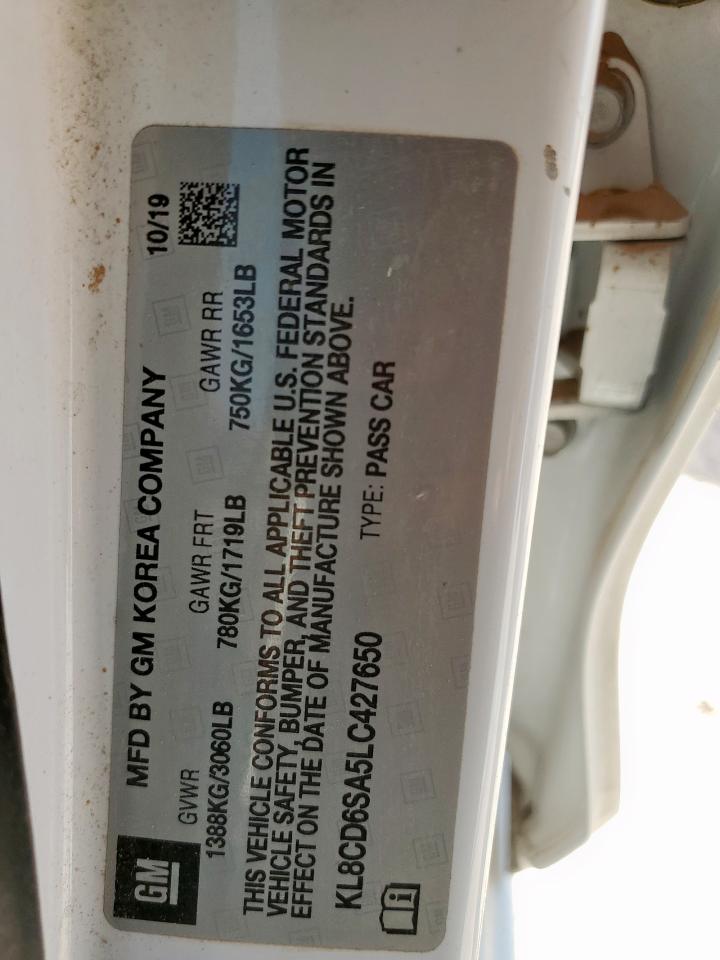 GM
MFD BY GM KOREA COMPANY 10/19
GVWR GAWR FRT GAWR RR
1388KG/3060LB 780KG/1719LB 750KG/1653LB
THIS VEHICLE CONFORMS TO ALL APPLICABLE U.S. FEDERAL MOTOR
VEHICLE SAFETY, BUMPER, AND THEFT PREVENTION STANDARDS IN
EFFECT ON THE DATE OF MANUFACTURE SHOWN ABOVE.
KL8CD6SA5LC427650 TYPE: PASS CAR